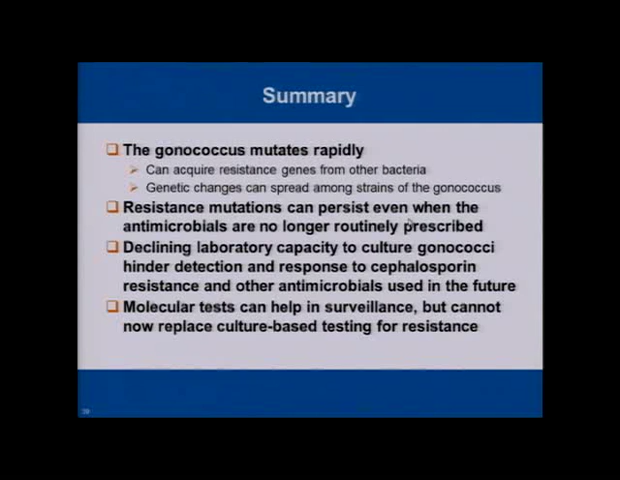 Summary
The gonococcus mutates rapidly
Can acquire resistance genes from other bacteria
Genetic changes can spread among strains of the gonococcus
Resistance mutations can persist even when the
antimicrobials are no longer routinely prescribed
Declining laboratory capacity to culture gonococci
hinder detection and response to cephalosporin
resistance and other antimicrobials used in the future
Molecular tests can help in surveillance, but cannot
now replace culture-based testing for resistance